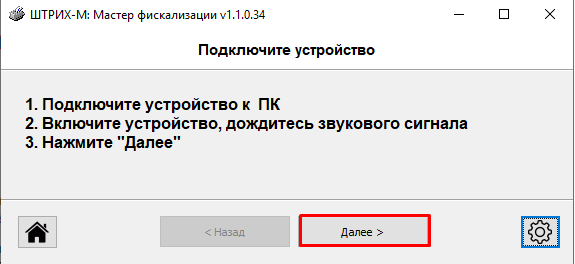 ШТРИХ-М: Мастер фискализации v1.1.0.34
Подключите устройство
1. Подключите устройство к ПК
2. Включите устройство, дождитесь звукового сигнала
3. Нажмите "Далее"
< Назад
Далее >